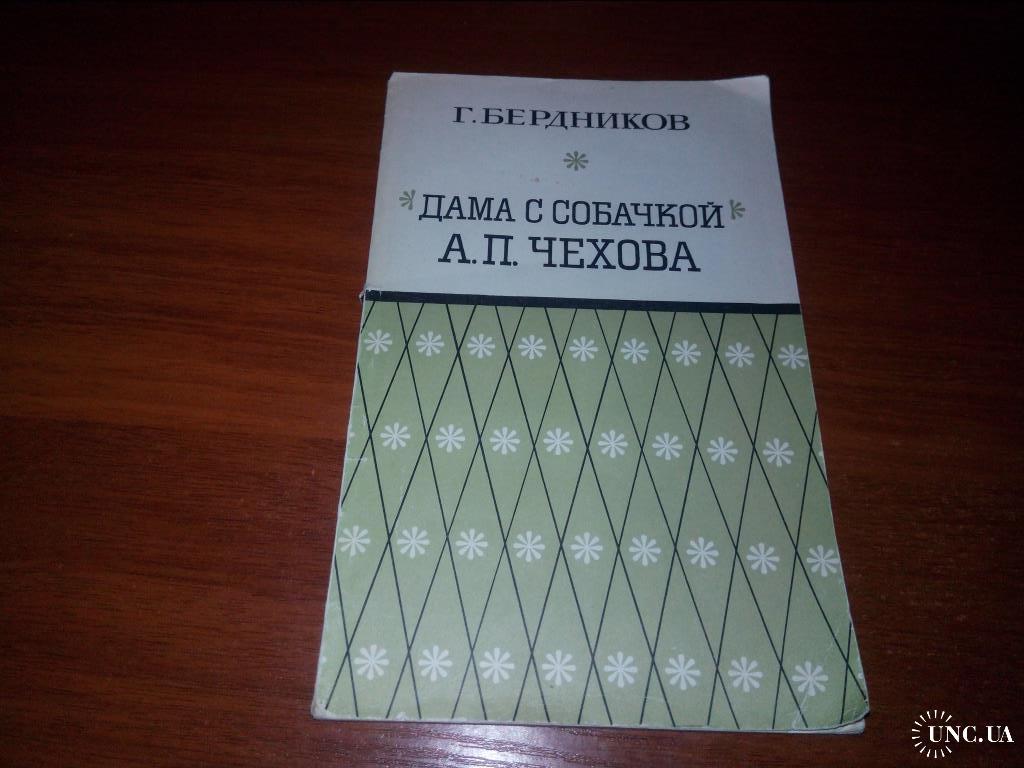 Г. БЕРДНИКОВ
ДАМА С СОБАЧКОЙ
А. П. ЧЕХОВА
UNC.UA